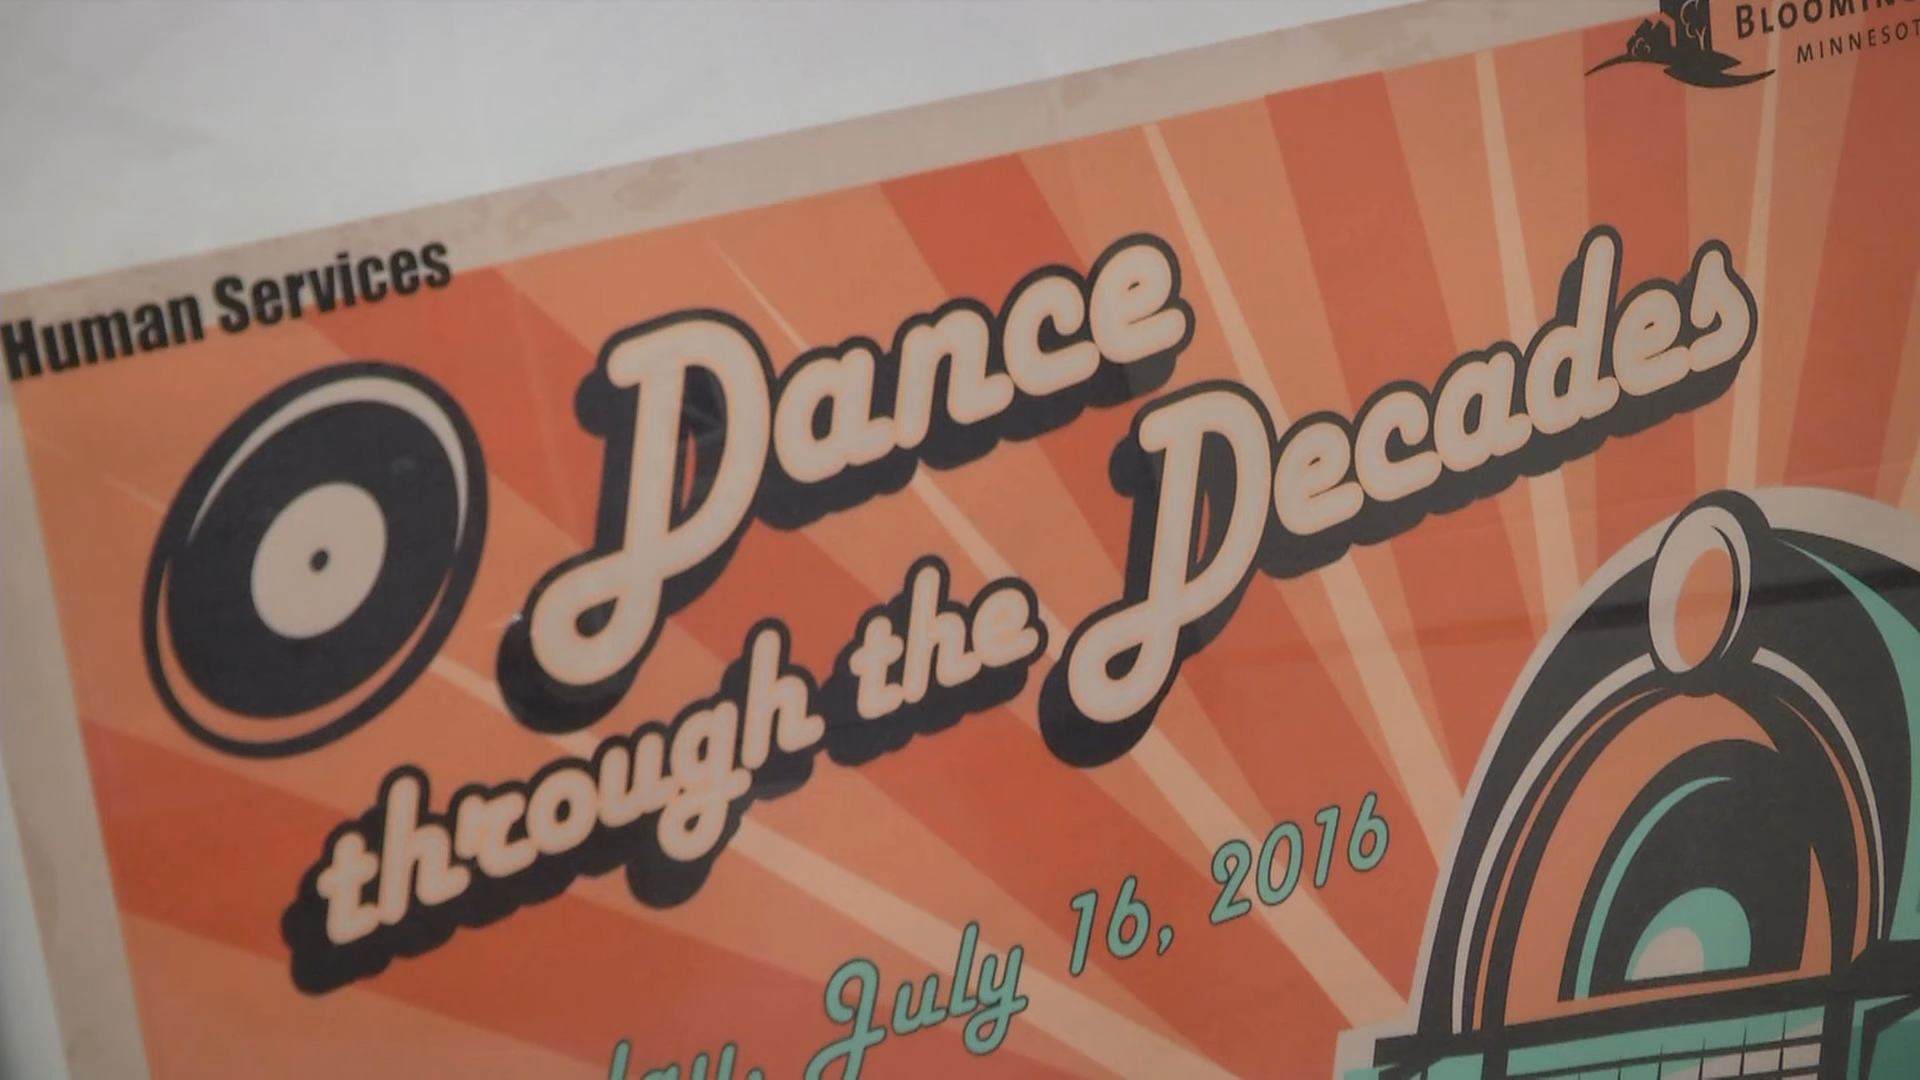 Human Services
MINNESOT
Dance
through the Decades
July 16, 2016